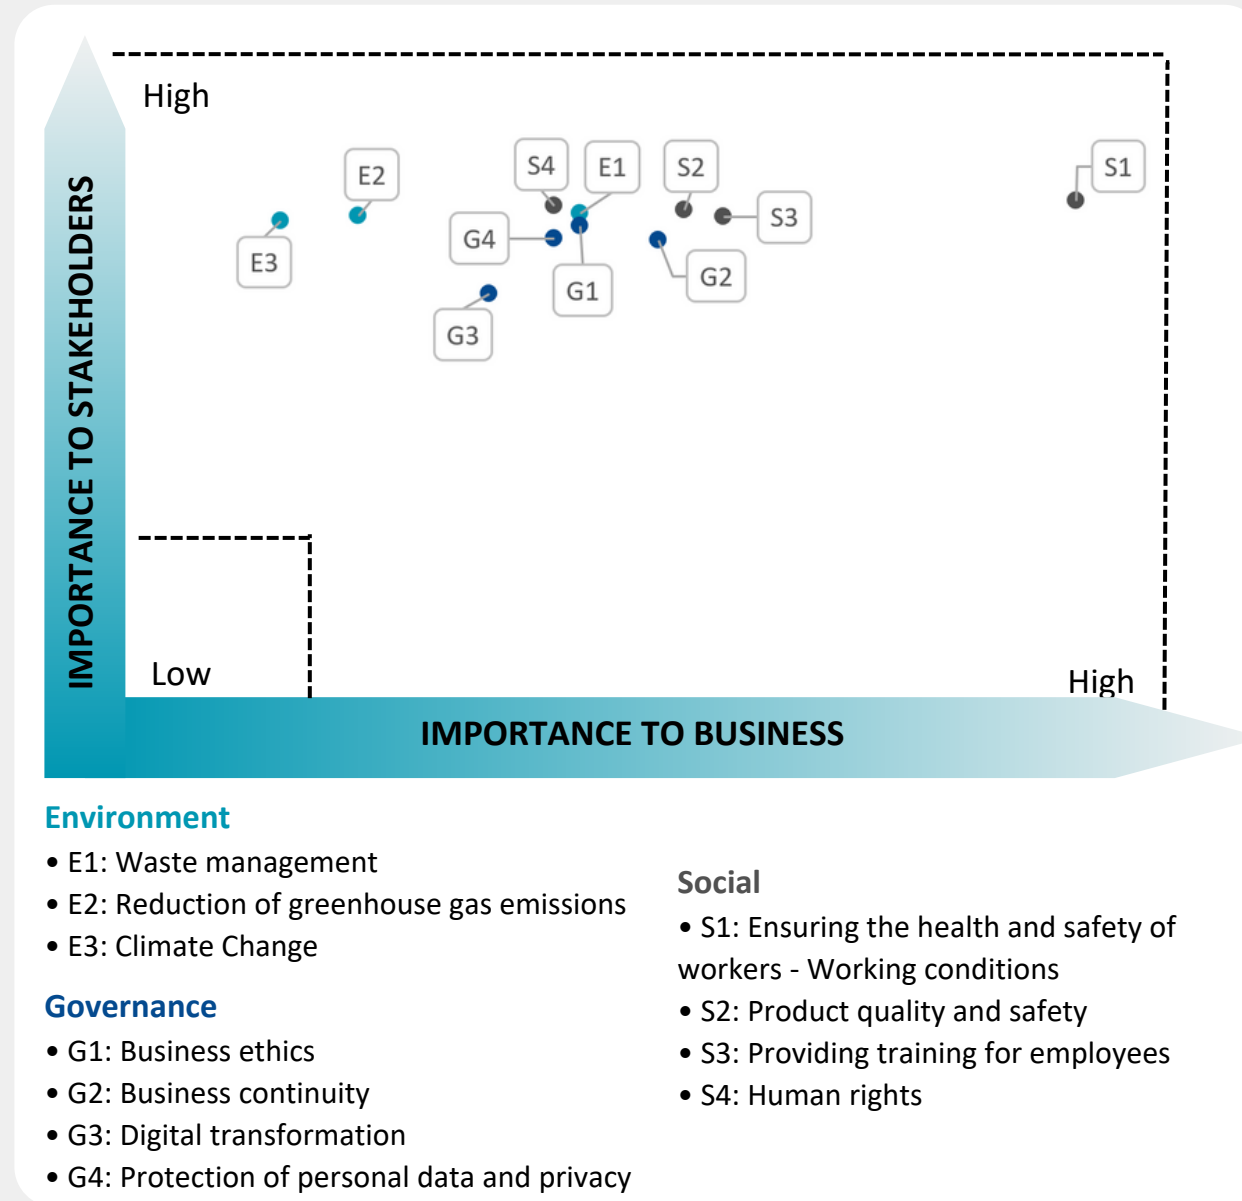 High
IMPORTANCE TO STAKEHOLDERS
E2
S4
E1
S2
S1
S3
G4
E3
G1
G2
G3
Low
High
IMPORTANCE TO BUSINESS
Environment
• E1: Waste management
• E2: Reduction of greenhouse gas emissions
• E3: Climate Change
Governance
• G1: Business ethics
• G2: Business continuity
• G3: Digital transformation
• G4: Protection of personal data and privacy
Social
• S1: Ensuring the health and safety of
workers - Working conditions
• S2: Product quality and safety
• S3: Providing training for employees
• S4: Human rights